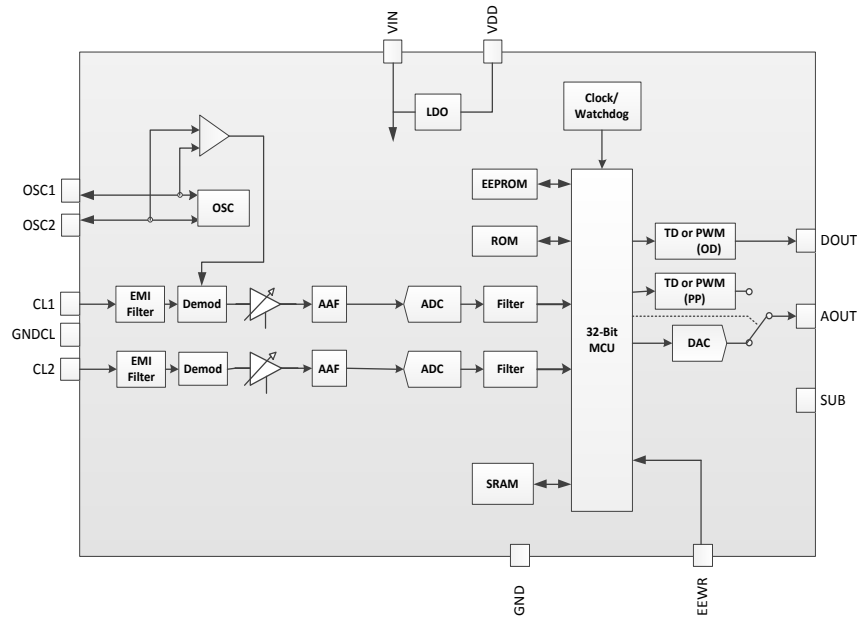 VIN
VDD
LDO
Clock/
Watchdog
OSC1
OSC2
OSC
EEPROM
ROM
TD or PWM
(OD)
DOUT
TD or PWM
(PP)
CL1
EMI
Filter
Demod
AAF
ADC
Filter
32-Bit
MCU
AOUT
GNDCL
DAC
CL2
EMI
Filter
Demod
AAF
ADC
Filter
SUB
SRAM
GND
EEWR